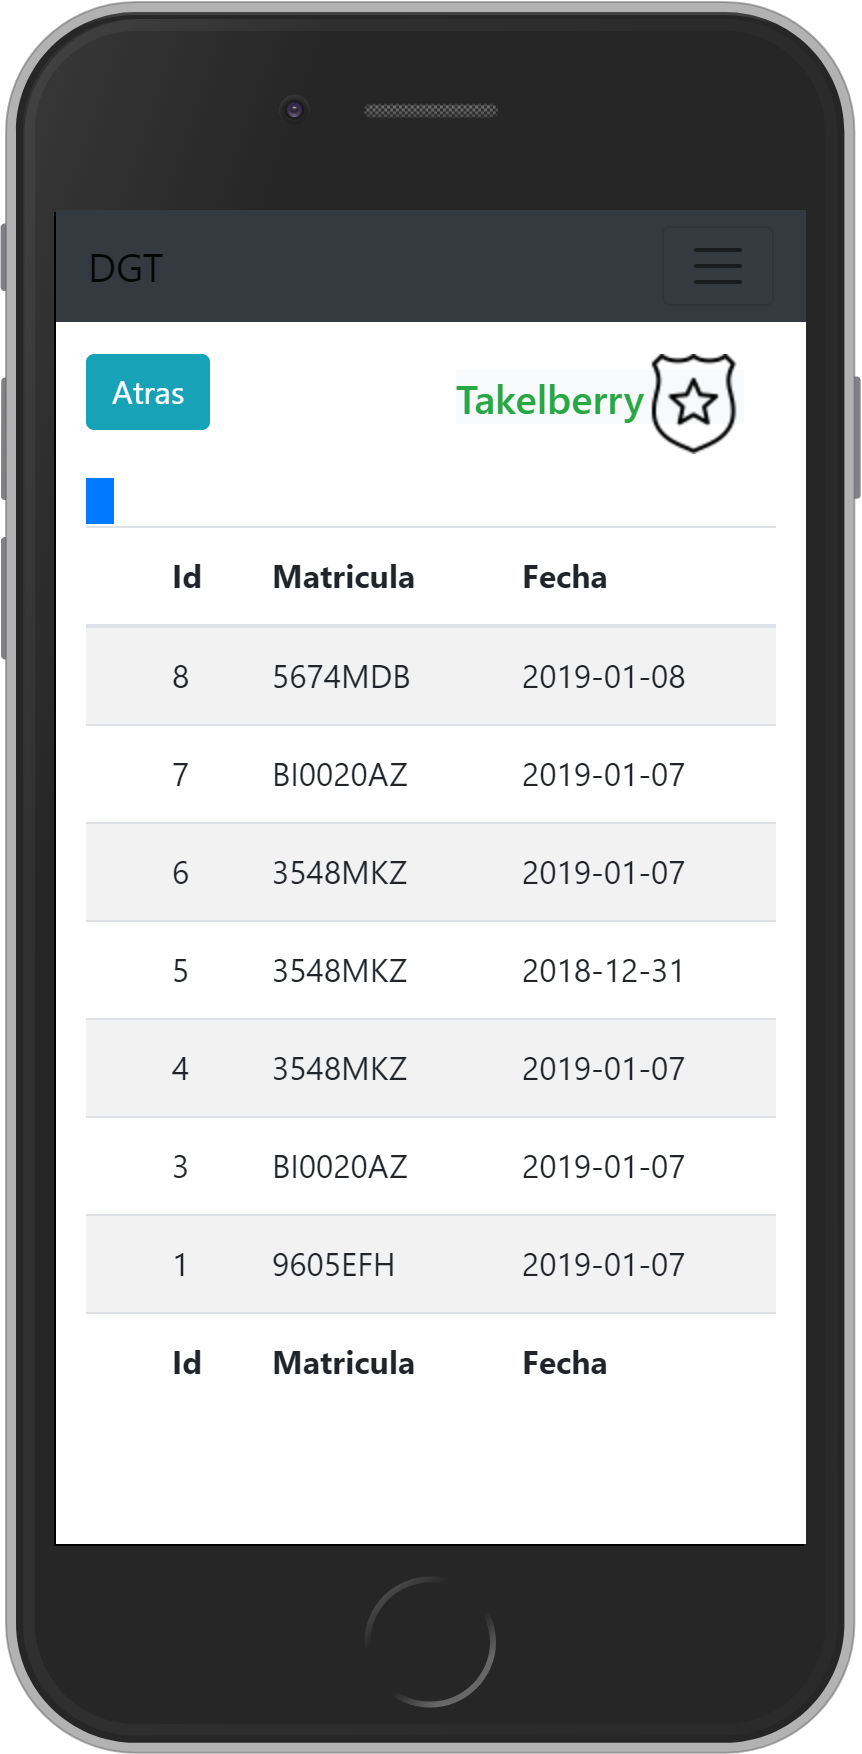 DGT
Atras
Takelberry
Id Matricula Fecha
8 5674MDB 2019-01-08
7 BI0020AZ 2019-01-07
6 3548MKZ 2019-01-07
5 3548MKZ 2018-12-31
4 3548MKZ 2019-01-07
3 BI0020AZ 2019-01-07
1 9605EFH 2019-01-07
Id Matricula Fecha